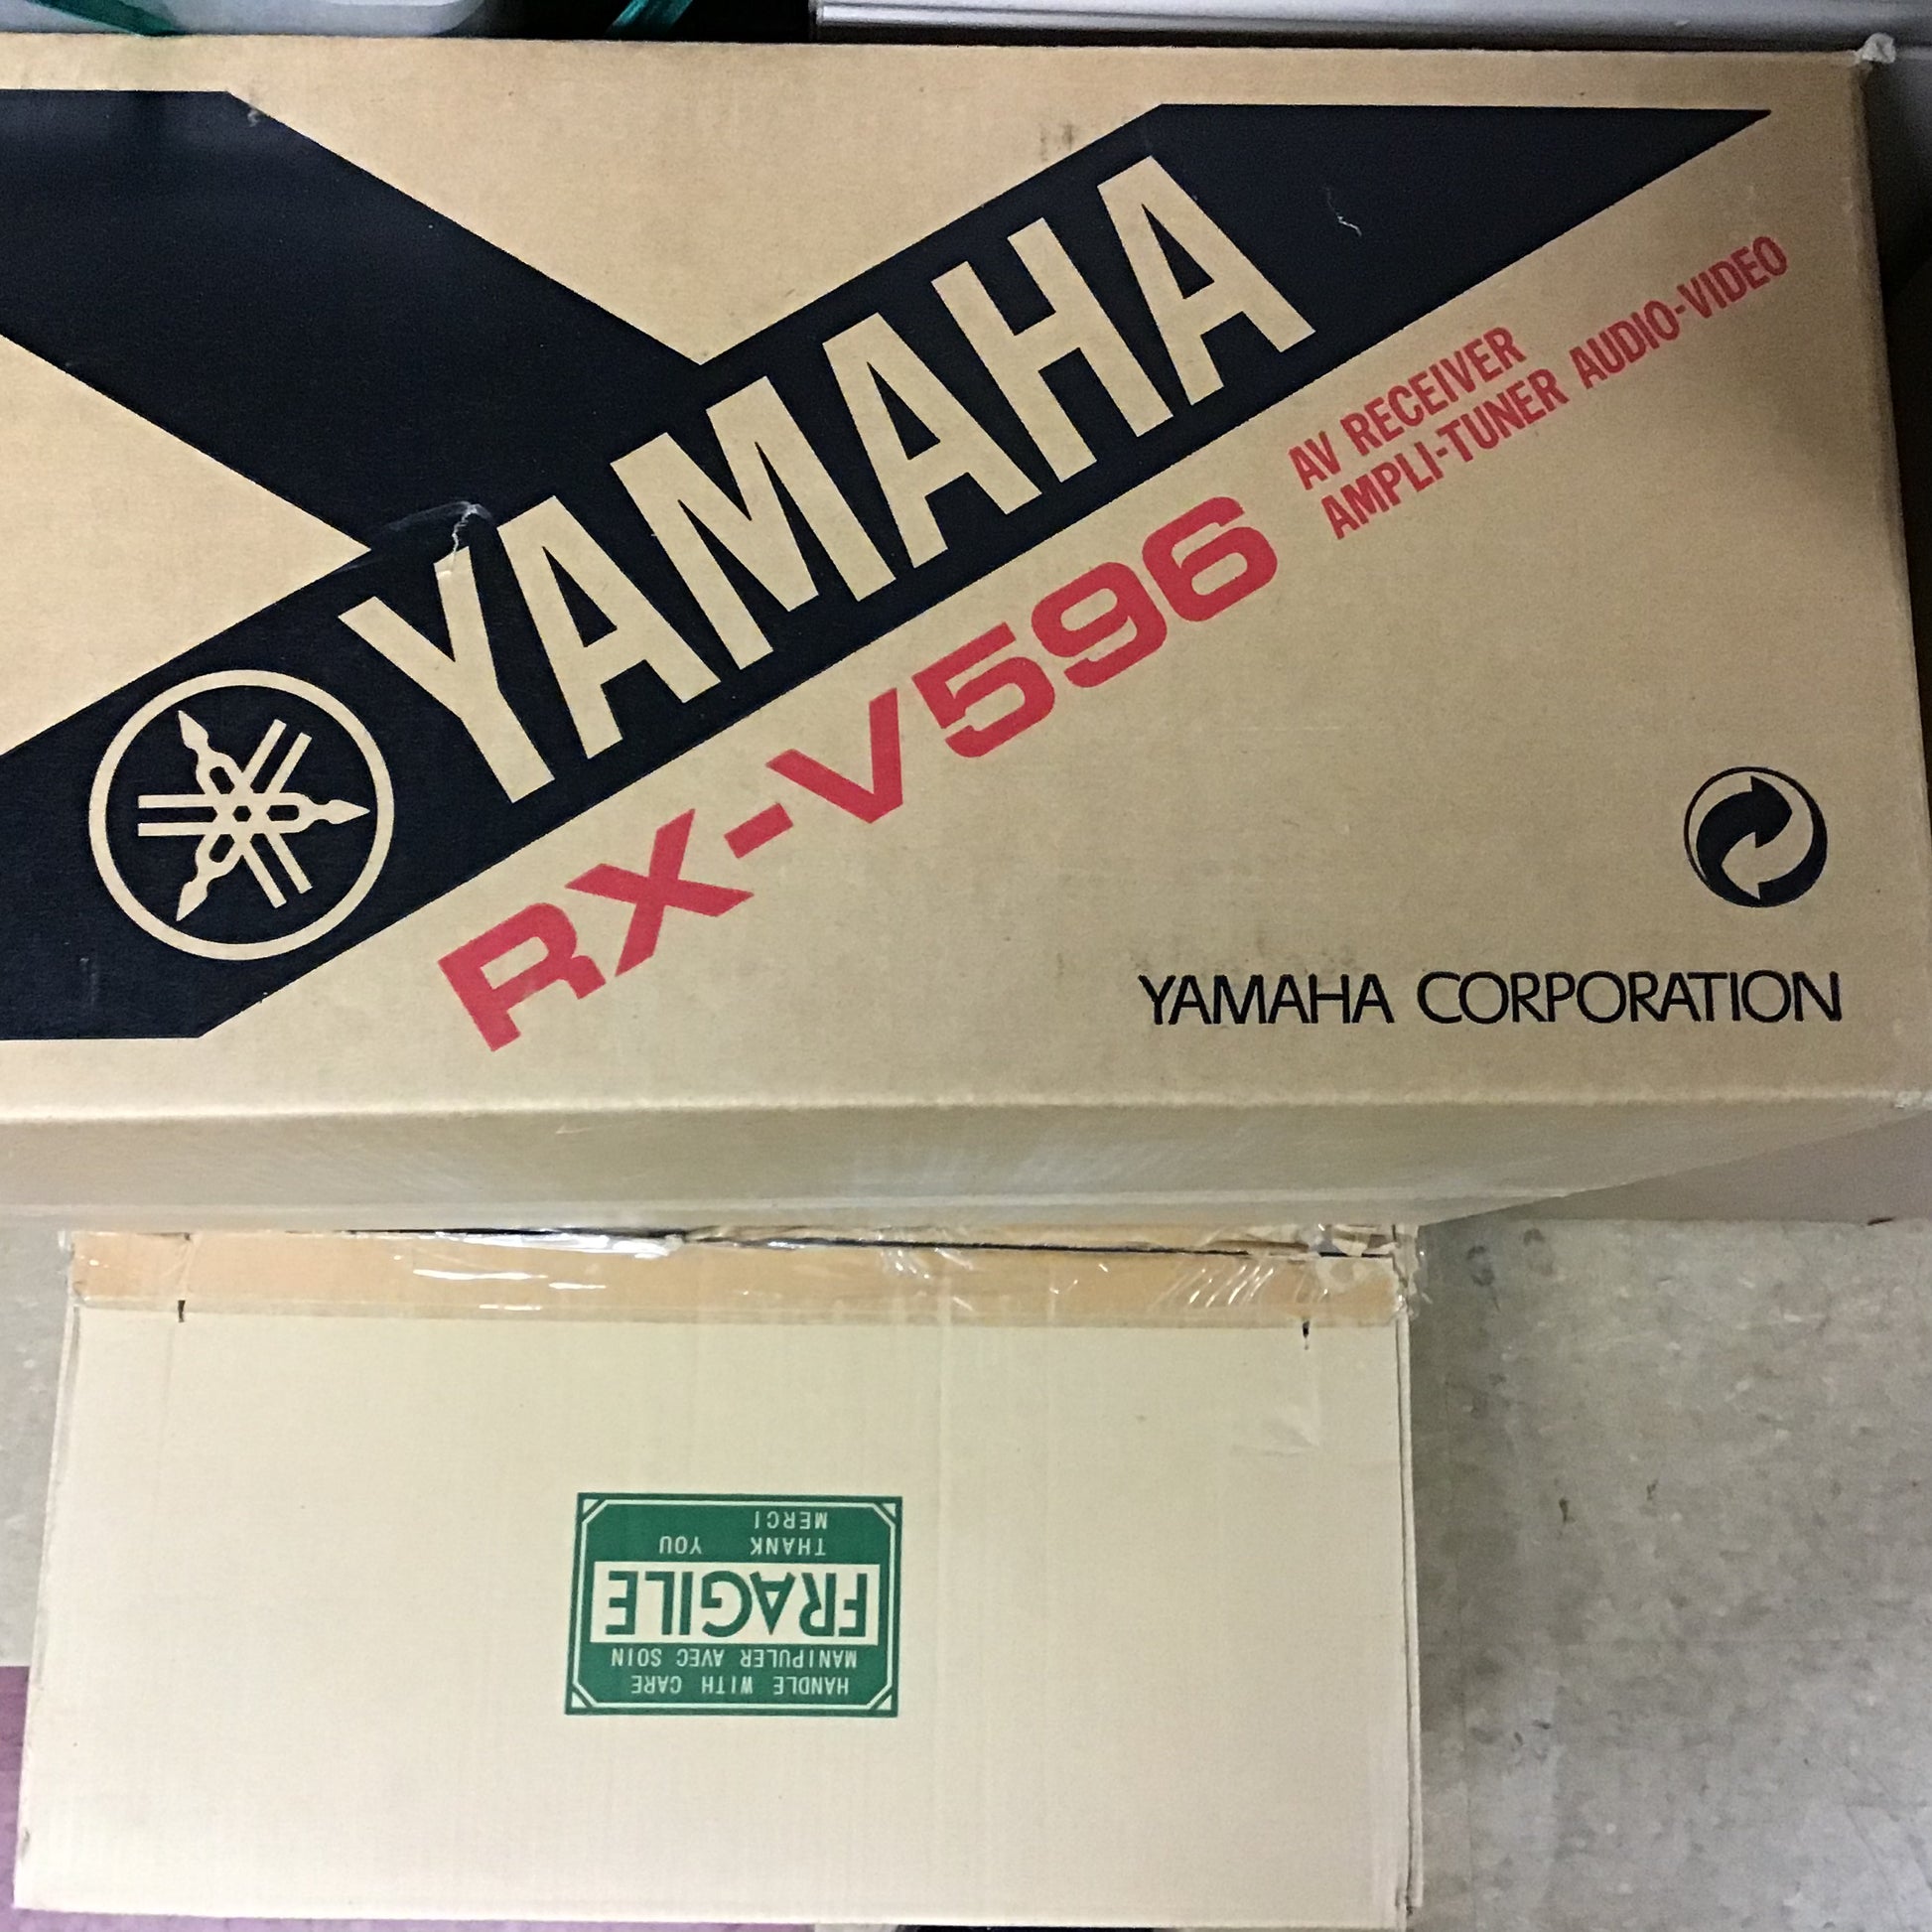 YAMAHA
RX-V596
AV RECEIVER
AMPLI-TUNER AUDIO-VIDEO
YAMAHA CORPORATION
HANDLE WITH CARE
MANIPULER AVEC SOIN
FRAGILE
THANK YOU
MERCI